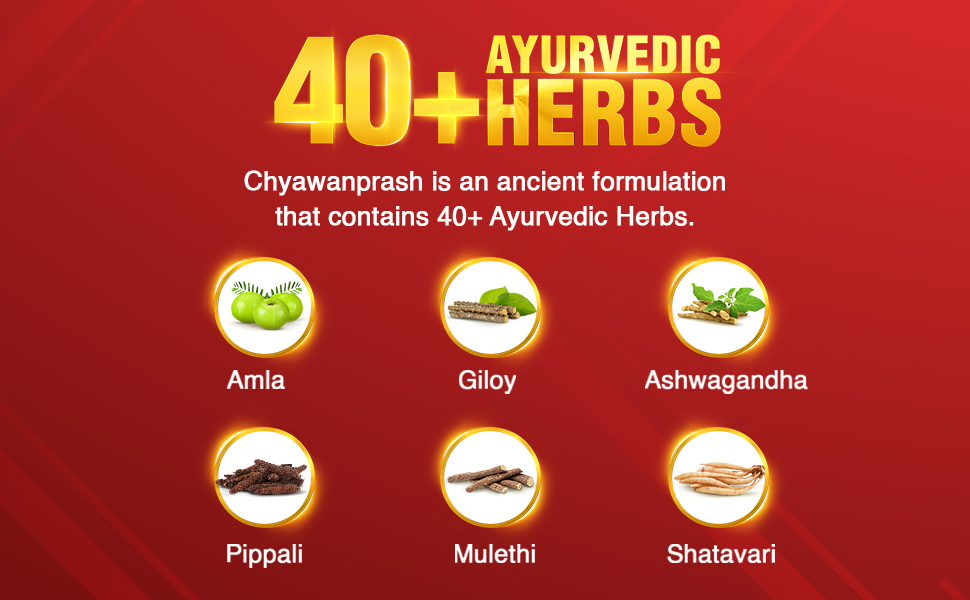 40+ AYURVEDIC
HERBS
Chyawanprash is an ancient formulation
that contains 40+ Ayurvedic Herbs.
Amla
Giloy
Ashwagandha
Pippali
Mulethi
Shatavari